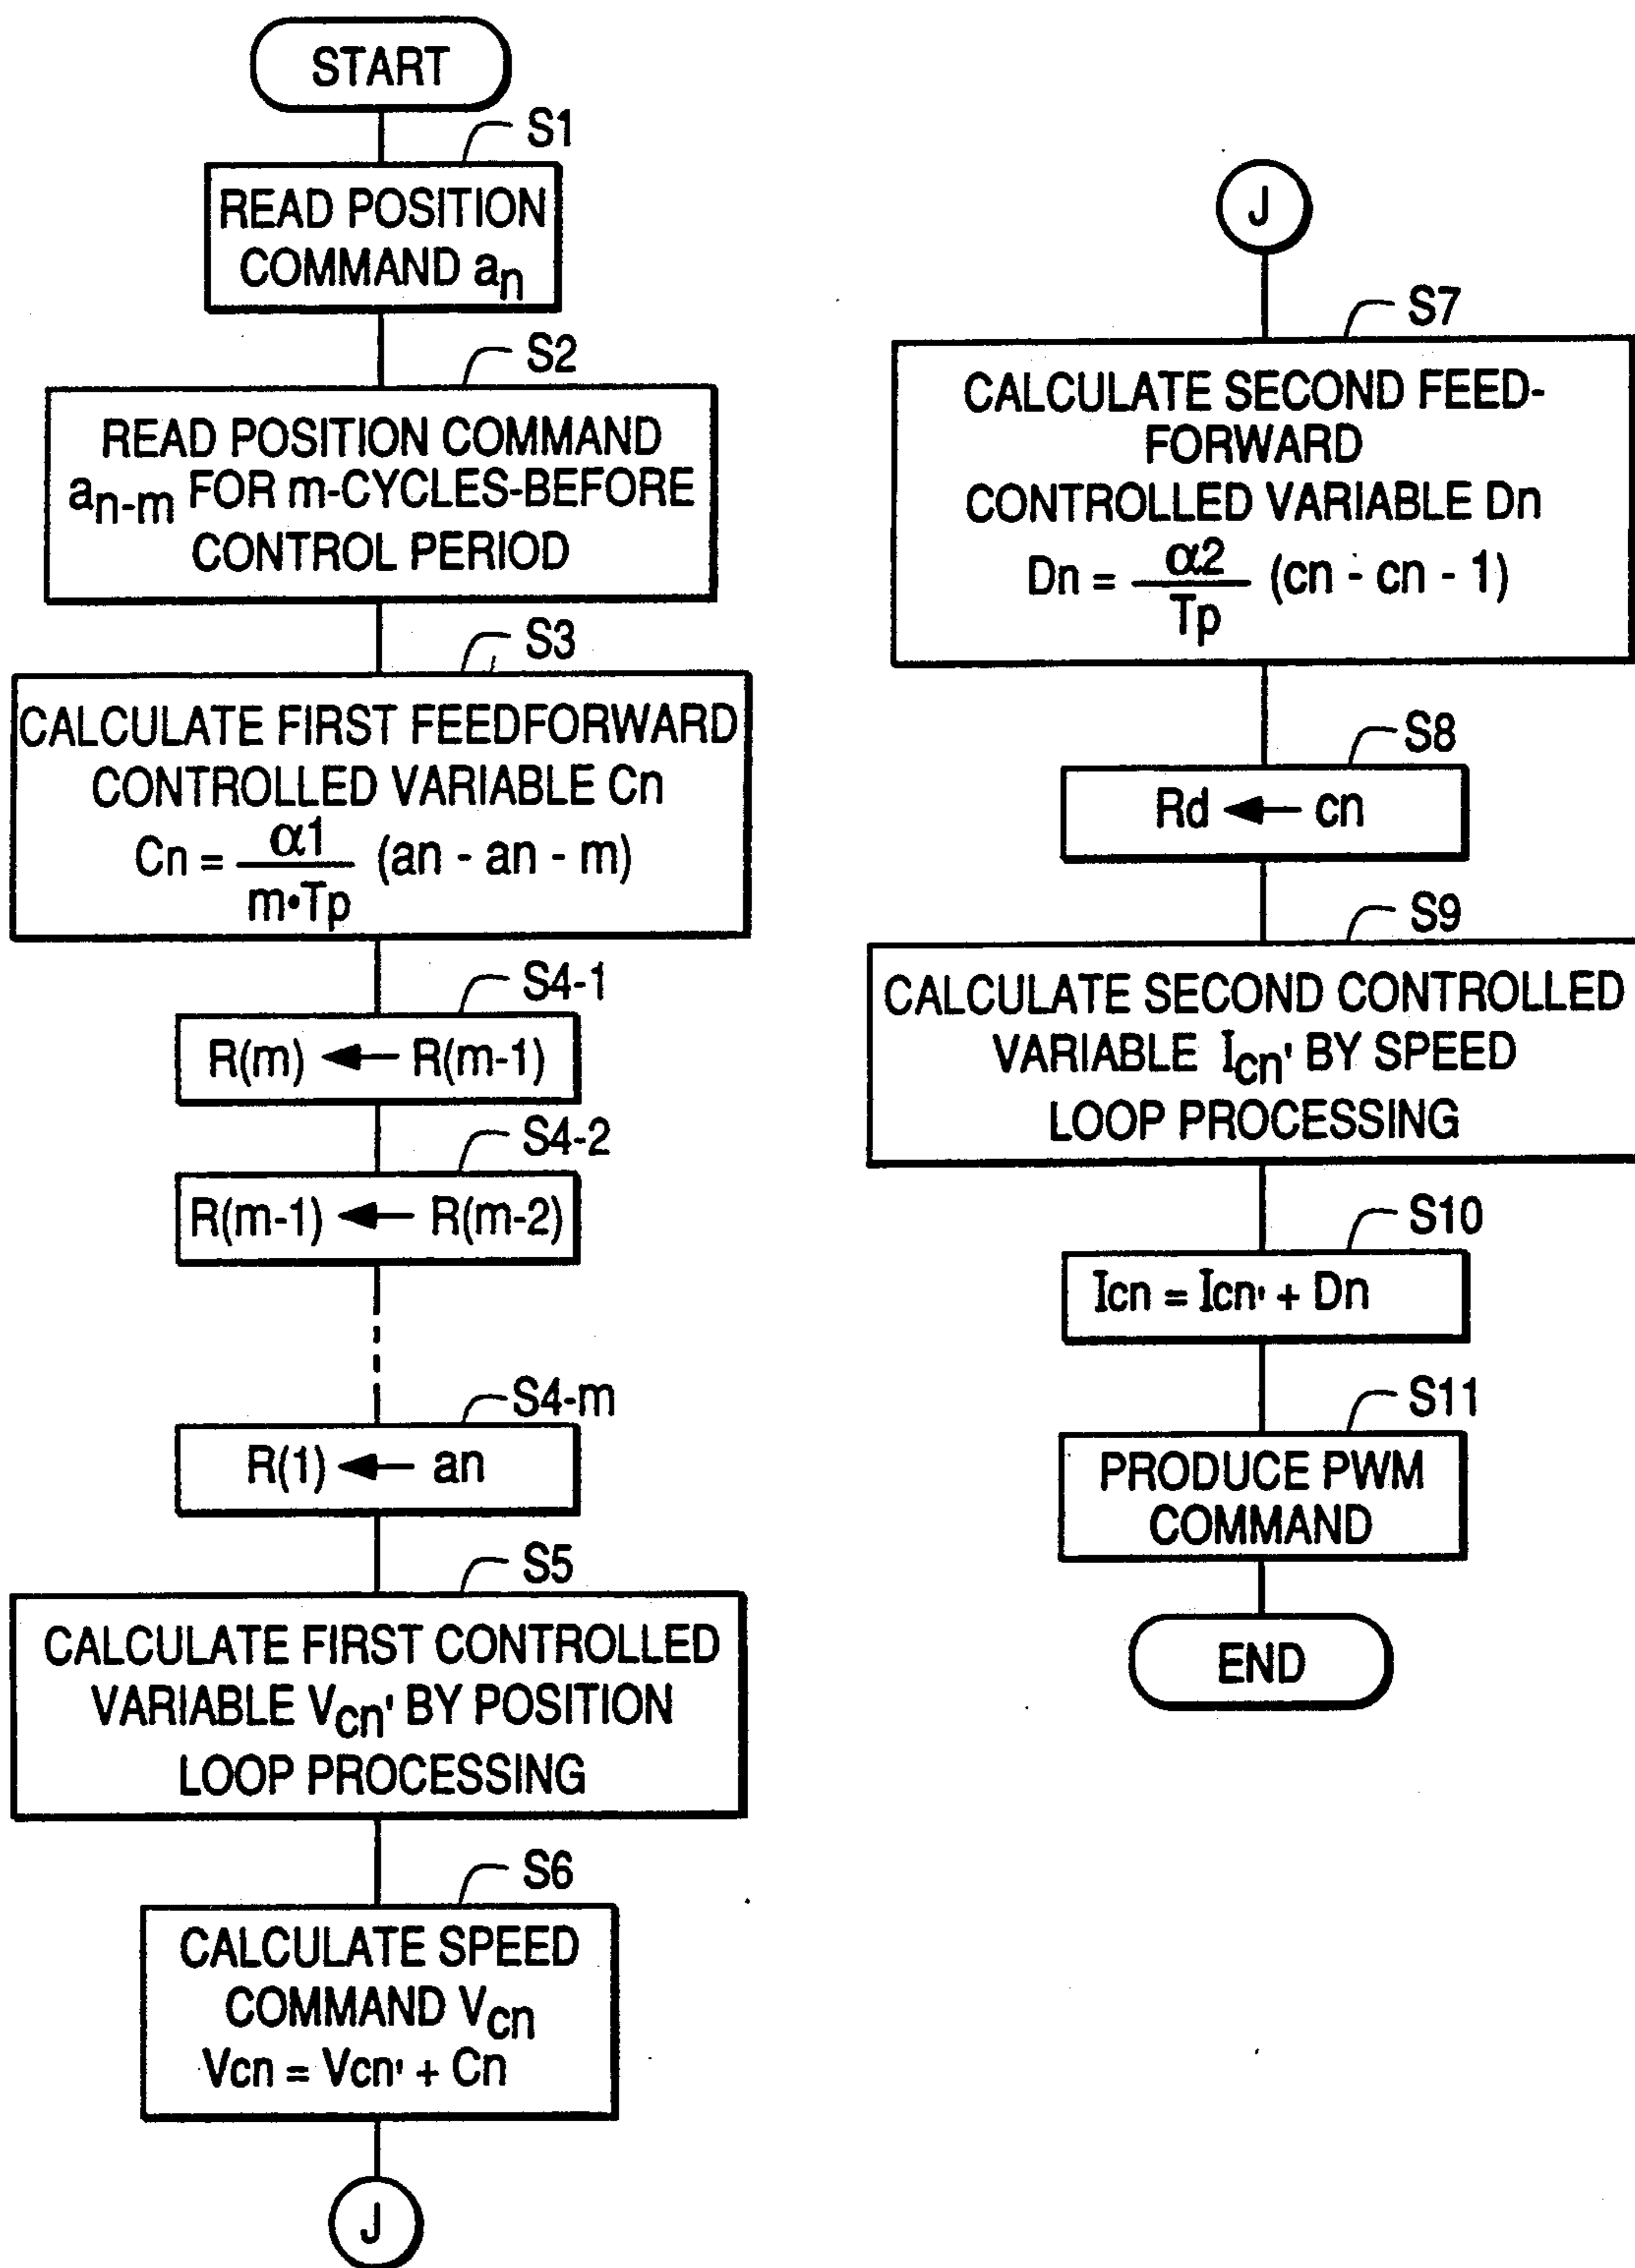 START
S1
READ POSITION
COMMAND an
S2
READ POSITION COMMAND
an-m FOR m-CYCLES-BEFORE
CONTROL PERIOD
S3
CALCULATE FIRST FEEDFORWARD
CONTROLLED VARIABLE Cn
Cn = α1 / m•Tp (an - an - m)
S4-1
R(m) ← R(m-1)
S4-2
R(m-1) ← R(m-2)
S4-m
R(1) ← an
S5
CALCULATE FIRST CONTROLLED
VARIABLE Vcn' BY POSITION
LOOP PROCESSING
S6
CALCULATE SPEED
COMMAND Vcn
Vcn = Vcn' + Cn
J
J
S7
CALCULATE SECOND FEED-
FORWARD
CONTROLLED VARIABLE Dn
Dn = α2 / Tp (cn - cn - 1)
S8
Rd ← cn
S9
CALCULATE SECOND CONTROLLED
VARIABLE Icn' BY SPEED
LOOP PROCESSING
S10
Icn = Icn' + Dn
S11
PRODUCE PWM
COMMAND
END